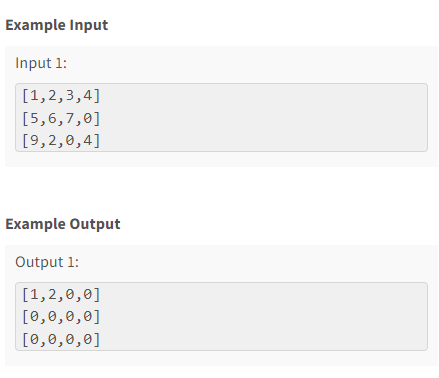 Example Input
Input 1:
[1,2,3,4]
[5,6,7,0]
[9,2,0,4]
Example Output
Output 1:
[1,2,0,0]
[0,0,0,0]
[0,0,0,0]